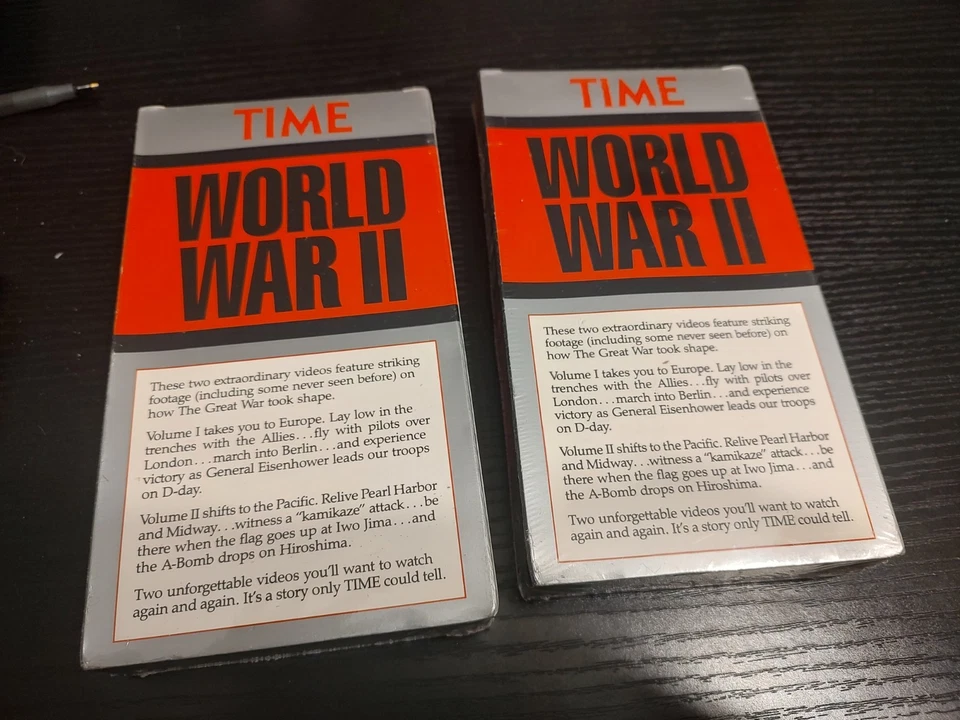 TIME
WORLD
WAR II
These two extraordinary videos feature striking
footage (including some never seen before) on
how The Great War took shape.
Volume I takes you to Europe. Lay low in the
trenches with the Allies...fly with pilots over
London...march into Berlin...and experience
victory as General Eisenhower leads our troops
on D-day.
Volume II shifts to the Pacific. Relive Pearl Harbor
and Midway...witness a "kamikaze" attack...be
there when the flag goes up at Iwo Jima...and
the A-Bomb drops on Hiroshima.
Two unforgettable videos you'll want to watch
again and again. It's a story only TIME could tell.
TIME
WORLD
WAR II
These two extraordinary videos feature striking
footage (including some never seen before) on
how The Great War took shape.
Volume I takes you to Europe. Lay low in the
trenches with the Allies...fly with pilots over
London...march into Berlin...and experience
victory as General Eisenhower leads our troops
on D-day.
Volume II shifts to the Pacific. Relive Pearl Harbor
and Midway...witness a "kamikaze" attack...be
there when the flag goes up at Iwo Jima...and
the A-Bomb drops on Hiroshima.
Two unforgettable videos you'll want to watch
again and again. It's a story only TIME could tell.